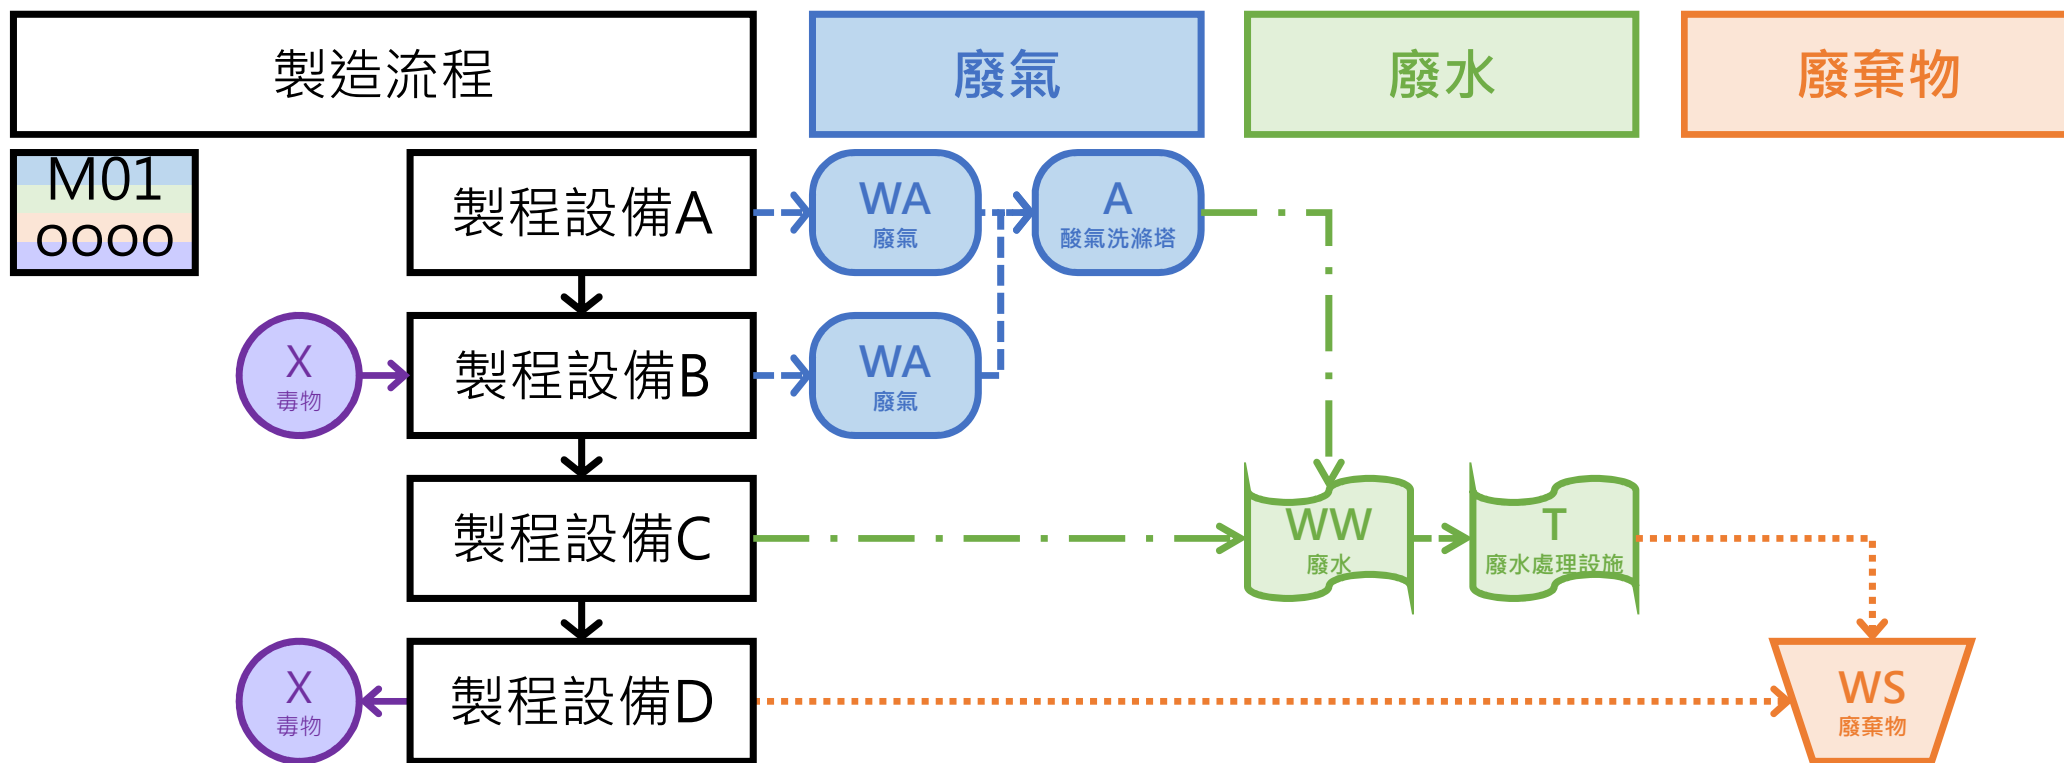 製造流程
廢氣
廢水
廢棄物
M01
oooo
製程設備A
WA
廢氣
A
酸氣洗滌塔
X
毒物
製程設備B
WA
廢氣
製程設備C
WW
廢水
T
廢水處理設施
X
毒物
製程設備D
WS
廢棄物